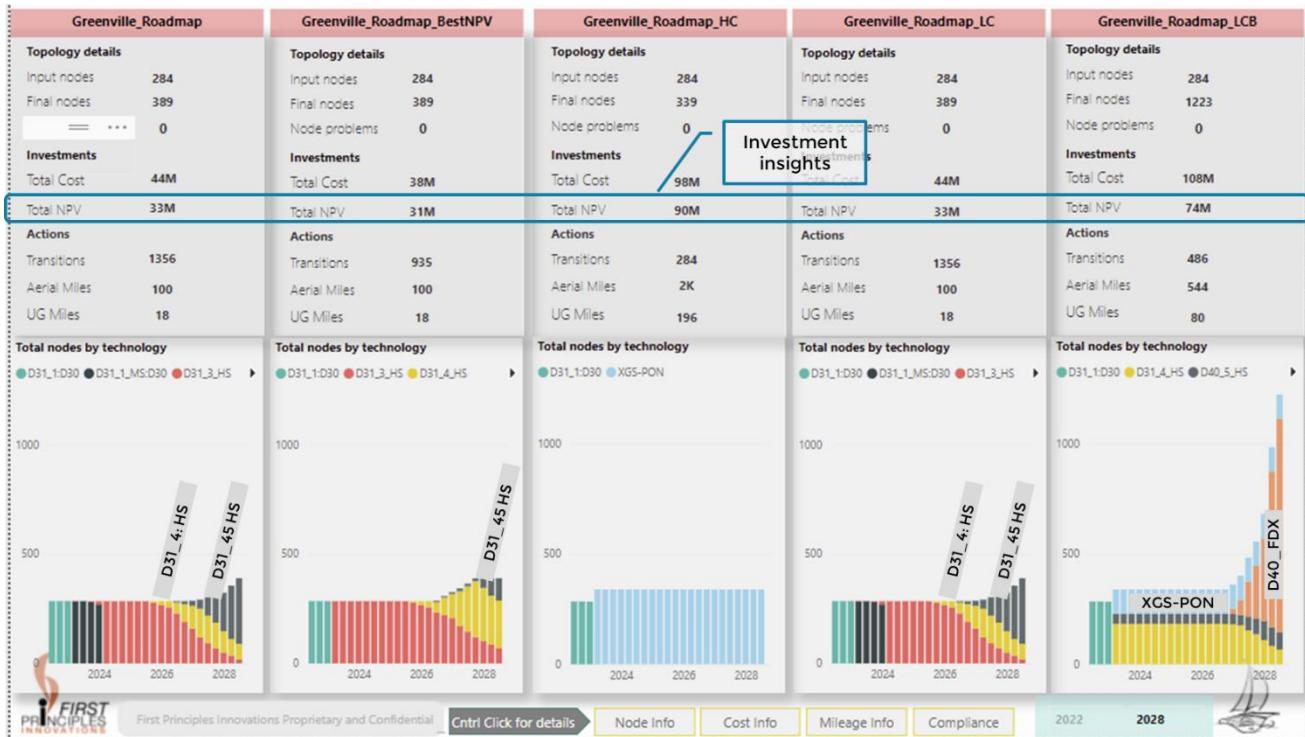 Greenville_Roadmap
Topology details
Input nodes 284
Final nodes 389
0
Investments
Total Cost 44M
Total NPV 33M
Actions
Transitions 1356
Aerial Miles 100
UG Miles 18
Total nodes by technology
D31_1:D30 D31_1_MS:D30 D31_3_HS
1000
500
0
2024 2026 2028
D31_4: HS
D31_45 HS
Greenville_Roadmap_BestNPV
Topology details
Input nodes 284
Final nodes 389
Node problems 0
Investments
Total Cost 38M
Total NPV 31M
Actions
Transitions 935
Aerial Miles 100
UG Miles 18
Total nodes by technology
D31_1:D30 D31_3_HS D31_4_HS
1000
500
0
2024 2026 2028
D31_45 HS
Greenville_Roadmap_HC
Topology details
Input nodes 284
Final nodes 339
Node problems 0
Investments
Total Cost 98M
Total NPV 90M
Actions
Transitions 284
Aerial Miles 2K
UG Miles 196
Total nodes by technology
D31_1:D30 XGS-PON
1000
500
0
2024 2026 2028
Investment
insights
Greenville_Roadmap_LC
Topology details
Input nodes 284
Final nodes 389
Node problems 0
Investments
Total Cost 44M
Total NPV 33M
Actions
Transitions 1356
Aerial Miles 100
UG Miles 18
Total nodes by technology
D31_1:D30 D31_1_MS:D30 D31_3_HS
1000
500
0
2024 2026 2028
D31_4: HS
D31_45 HS
Greenville_Roadmap_LCB
Topology details
Input nodes 284
Final nodes 1223
Node problems 0
Investments
Total Cost 108M
Total NPV 74M
Actions
Transitions 486
Aerial Miles 544
UG Miles 80
Total nodes by technology
D31_1:D30 D31_4_HS D40_5_HS
1000
500
0
2024 2026 2028
XGS-PON
D40_FDX
FIRST
PRiNCIPLES
INNOVATIONS
First Principles Innovations Proprietary and Confidential
Cntrl Click for details
Node Info
Cost Info
Mileage Info
Compliance
2022 2028